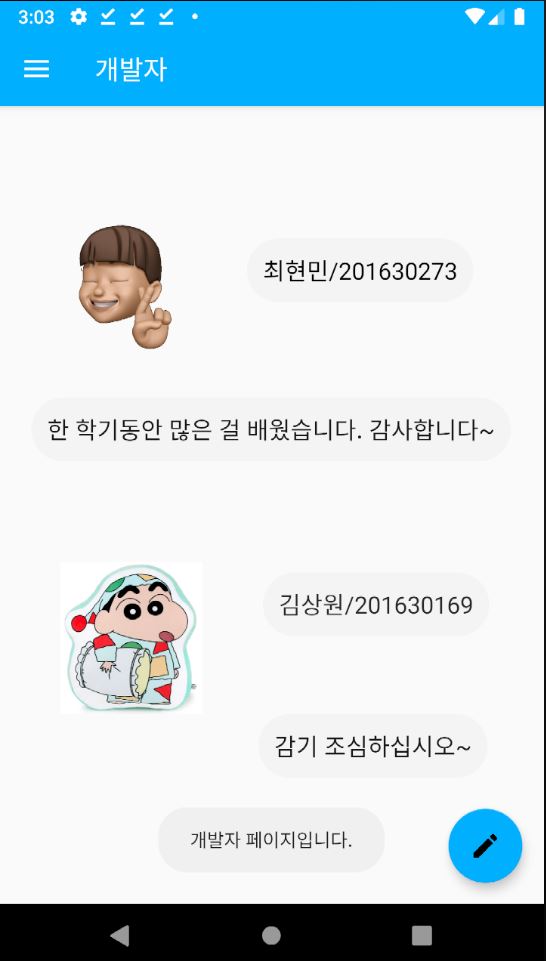 3:03
개발자
최현민/201630273
한 학기동안 많은 걸 배웠습니다. 감사합니다~
김상원/201630169
감기 조심하십시오~
개발자 페이지입니다.